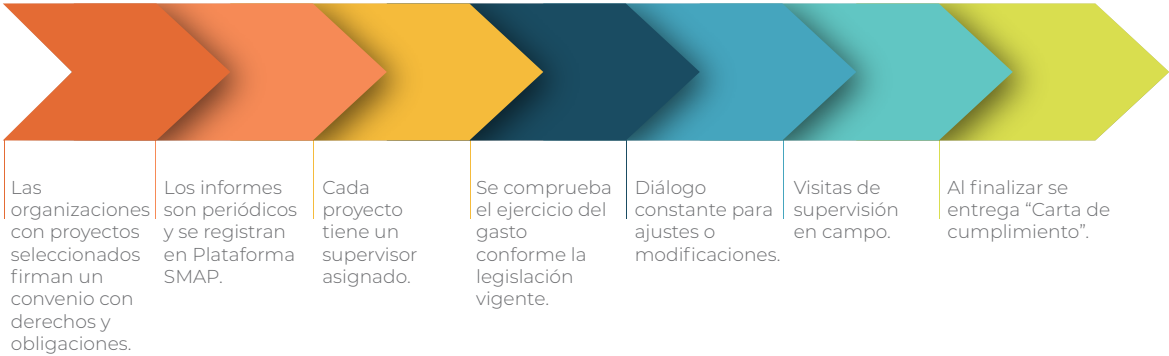 Las
organizaciones
con proyectos
seleccionados
firman un
convenio con
derechos y
obligaciones.
Los informes
son periódicos
y se registran
en Plataforma
SMAP.
Cada
proyecto
tiene un
supervisor
asignado.
Se comprueba
el ejercicio del
gasto
conforme la
legislación
vigente.
Diálogo
constante para
ajustes o
modificaciones.
Visitas de
supervisión
en campo.
Al finalizar se
entrega “Carta de
cumplimiento”.